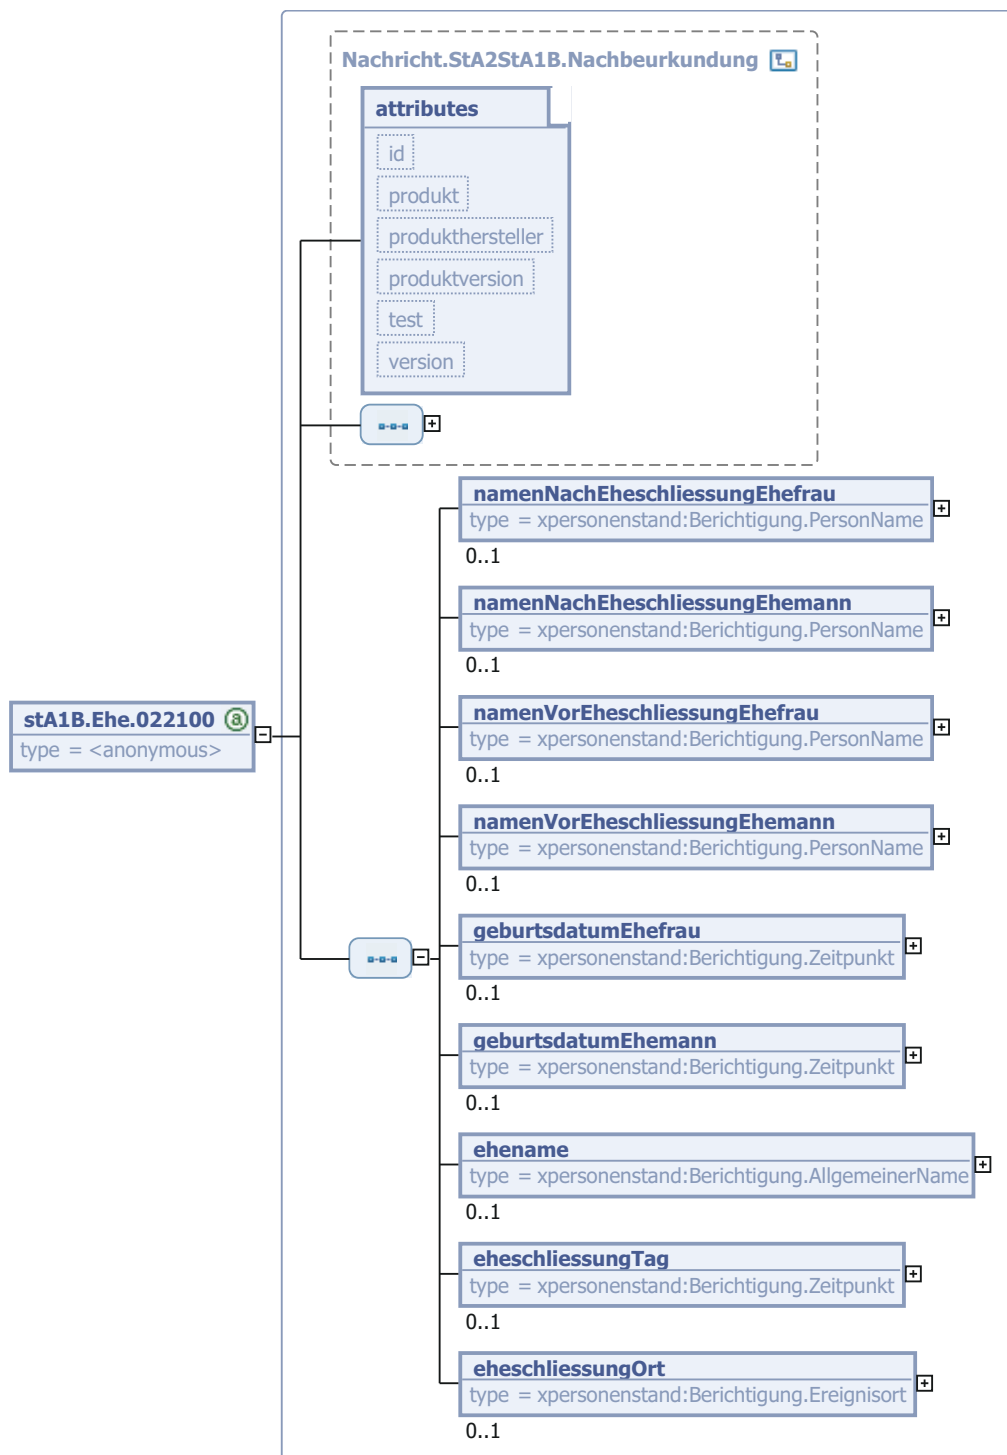 Nachricht.StA2StA1B.Nachbeurkundung
attributes
id
produkt
produkthersteller
produktversion
test
version
namenNachEheschliessungEhefrau
type = xpersonenstand:Berichtigung.PersonName
0..1
namenNachEheschliessungEhemann
type = xpersonenstand:Berichtigung.PersonName
0..1
stA1B.Ehe.022100 @
type = <anonymous>
namenVorEheschliessungEhefrau
type = xpersonenstand:Berichtigung.PersonName
0..1
namenVorEheschliessungEhemann
type = xpersonenstand:Berichtigung.PersonName
0..1
geburtsdatumEhefrau
type = xpersonenstand:Berichtigung.Zeitpunkt
0..1
geburtsdatumEhemann
type = xpersonenstand:Berichtigung.Zeitpunkt
0..1
ehename
type = xpersonenstand:Berichtigung.AllgemeinerName
0..1
eheschliessungTag
type = xpersonenstand:Berichtigung.Zeitpunkt
0..1
eheschliessungOrt
type = xpersonenstand:Berichtigung.Ereignisort
0..1